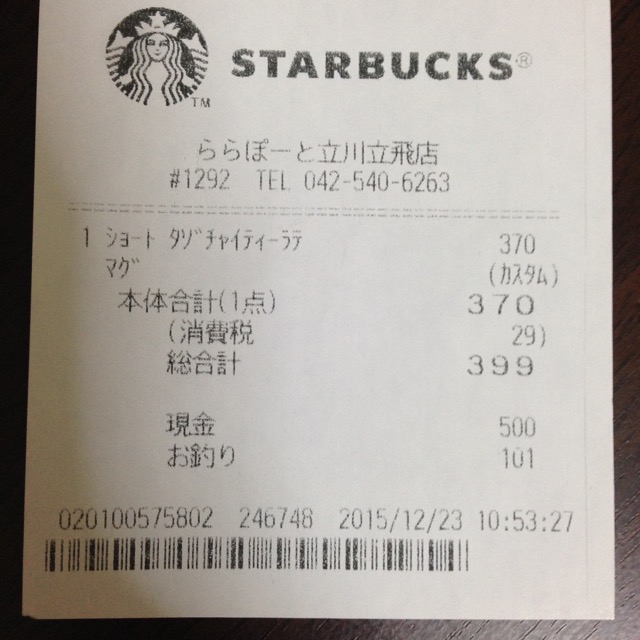 STARBUCKS®
TM
ららぽーと立川立飛店
#1292 TEL 042-540-6263
1 ｼｮｰﾄ ﾀｿﾞﾁｬｲﾃｨｰﾗﾃ 370
ﾏｸﾞ (ｶｽﾀﾑ)
本体合計(1点) 370
(消費税 29)
総合計 399
現金 500
お釣り 101
020100575802 246748 2015/12/23 10:53:27